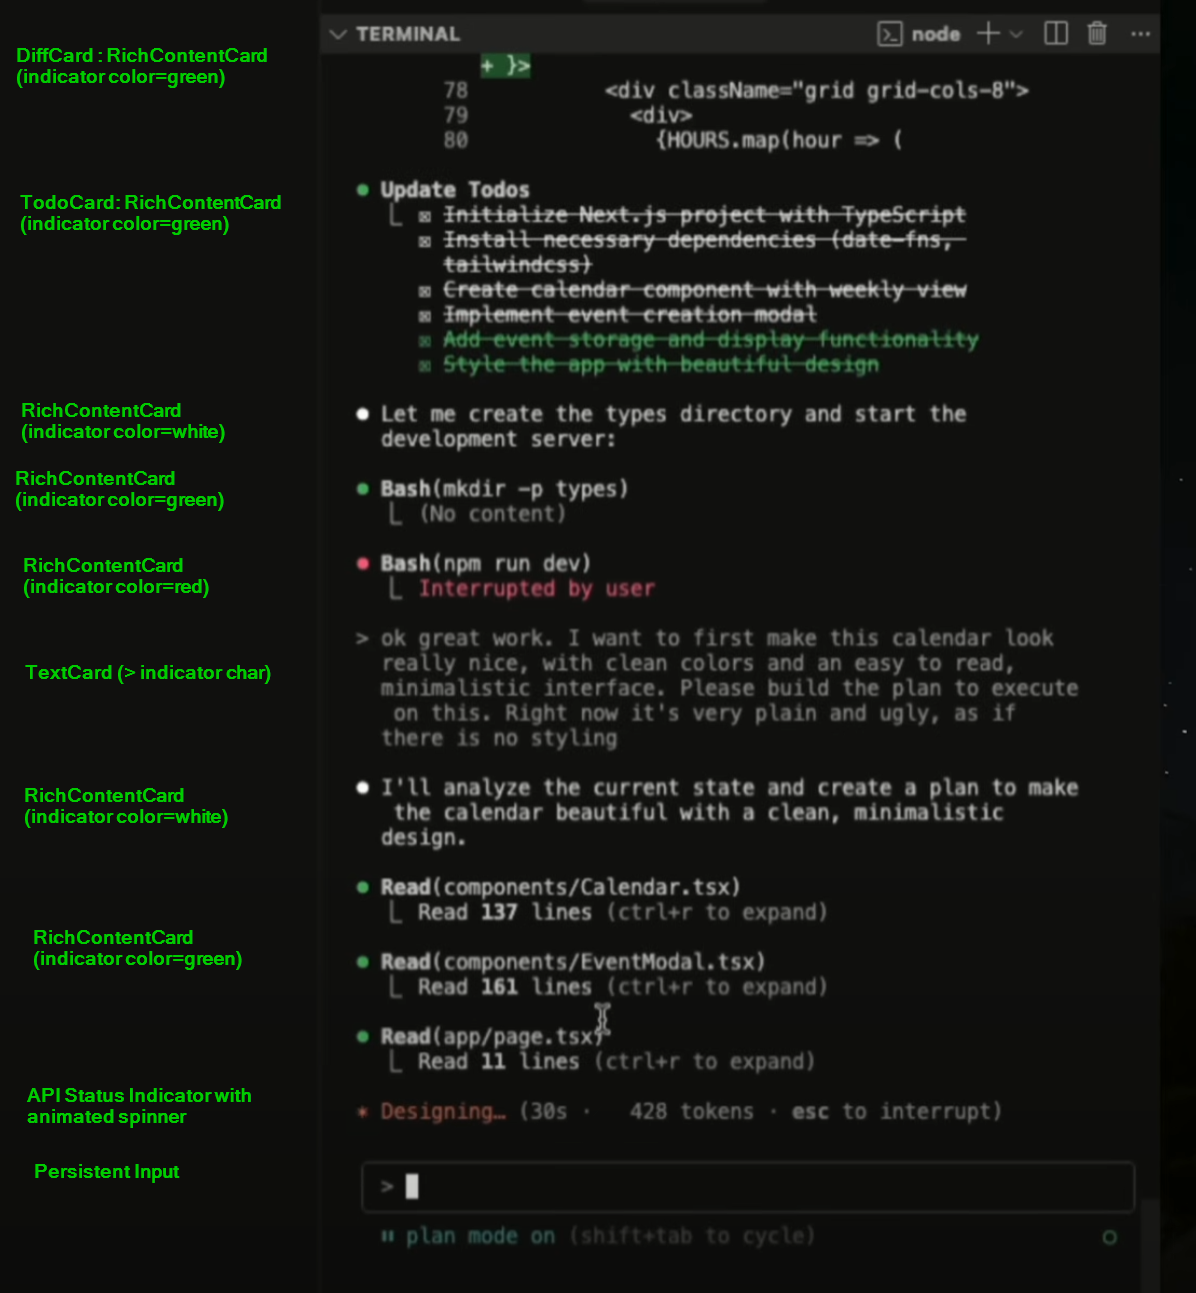 DiffCard : RichContentCard
(indicator color=green)
TERMINAL
node
+ }>
78 <div className="grid grid-cols-8">
79 <div>
80 {HOURS.map(hour => (
TodoCard: RichContentCard
(indicator color=green)
Update Todos
Initialize Next.js project with TypeScript
Install necessary dependencies (date-fns,
tailwindcss)
Create calendar component with weekly view
Implement event creation modal
Add event storage and display functionality
Style the app with beautiful design
RichContentCard
(indicator color=white)
Let me create the types directory and start the
development server:
RichContentCard
(indicator color=green)
Bash(mkdir -p types)
(No content)
RichContentCard
(indicator color=red)
Bash(npm run dev)
Interrupted by user
TextCard (> indicator char)
> ok great work. I want to first make this calendar look
really nice, with clean colors and an easy to read,
minimalistic interface. Please build the plan to execute
on this. Right now it's very plain and ugly, as if
there is no styling
RichContentCard
(indicator color=white)
I'll analyze the current state and create a plan to make
the calendar beautiful with a clean, minimalistic
design.
RichContentCard
(indicator color=green)
Read(components/Calendar.tsx)
Read 137 lines (ctrl+r to expand)
Read(components/EventModal.tsx)
Read 161 lines (ctrl+r to expand)
Read(app/page.tsx)
Read 11 lines (ctrl+r to expand)
API Status Indicator with
animated spinner
* Designing… (30s · 428 tokens · esc to interrupt)
Persistent Input
>
plan mode on (shift+tab to cycle)